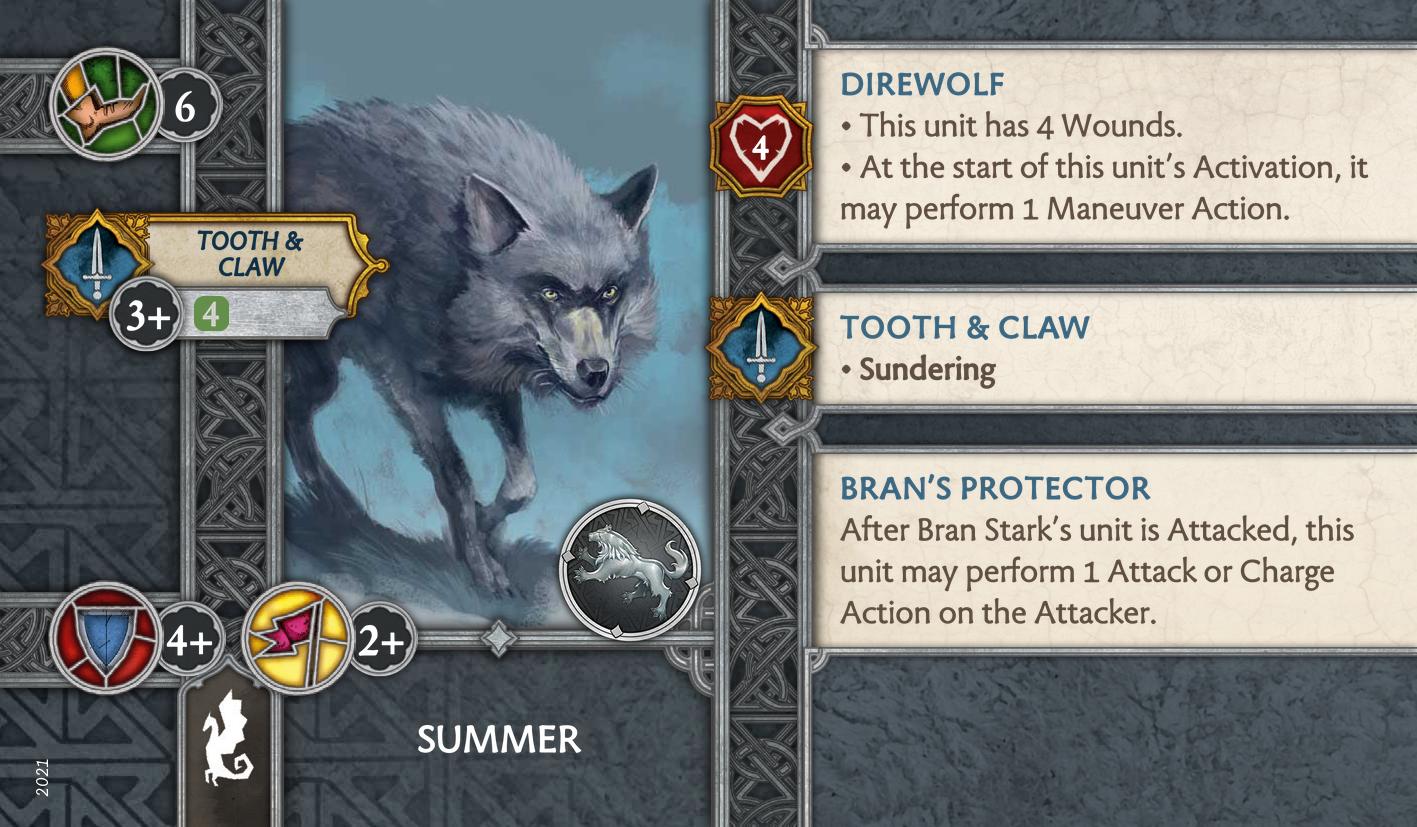 6
TOOTH &
CLAW
3+ 4
4+ 2+
SUMMER
2021
4
DIREWOLF
• This unit has 4 Wounds.
• At the start of this unit's Activation, it
may perform 1 Maneuver Action.
TOOTH & CLAW
• Sundering
BRAN'S PROTECTOR
After Bran Stark's unit is Attacked, this
unit may perform 1 Attack or Charge
Action on the Attacker.